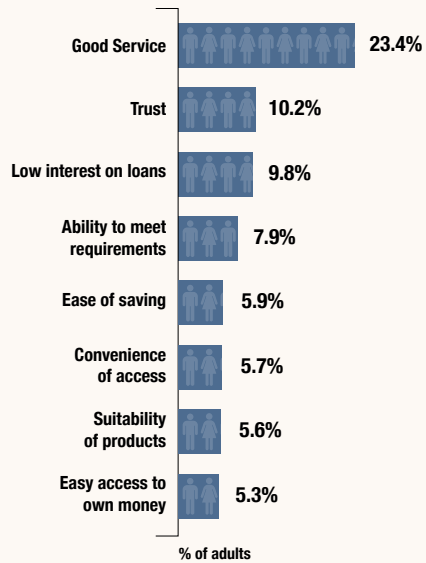 Good Service
23.4%
Trust
10.2%
Low interest on loans
9.8%
Ability to meet
requirements
7.9%
Ease of saving
5.9%
Convenience
of access
5.7%
Suitability
of products
5.6%
Easy access to
own money
5.3%
% of adults